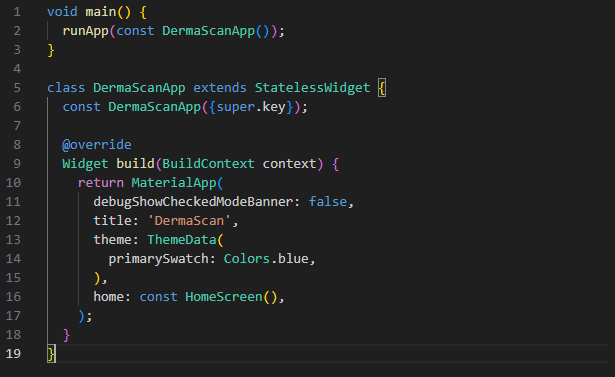 1 void main() {
2   runApp(const DermaScanApp());
3 }
4
5 class DermaScanApp extends StatelessWidget {
6   const DermaScanApp({super.key});
7
8   @override
9   Widget build(BuildContext context) {
10     return MaterialApp(
11       debugShowCheckedModeBanner: false,
12       title: 'DermaScan',
13       theme: ThemeData(
14         primarySwatch: Colors.blue,
15       ),
16       home: const HomeScreen(),
17     );
18   }
19 }